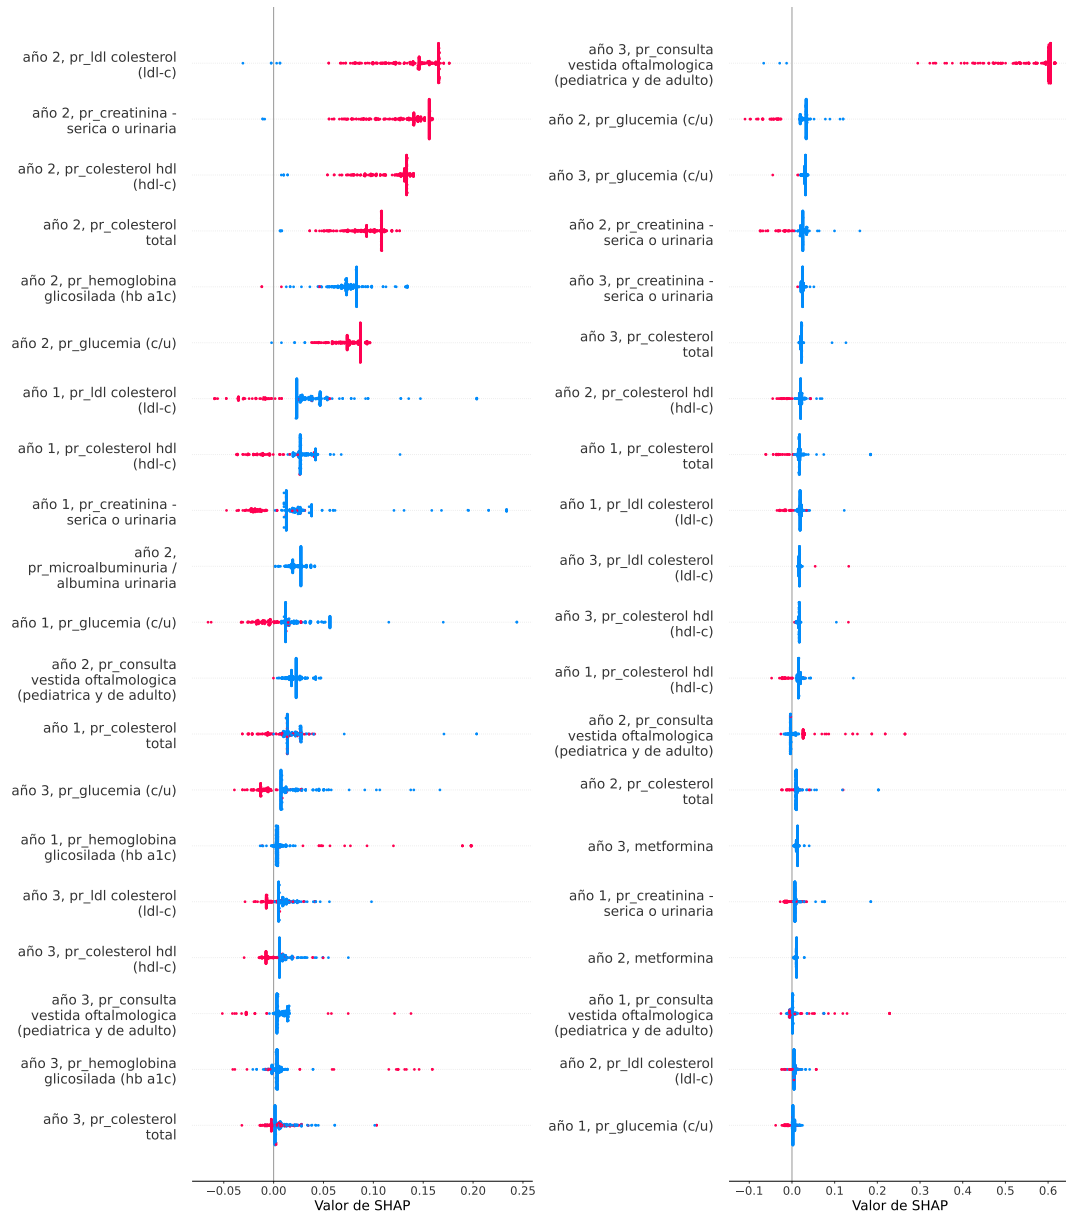 año 2, pr_ldl colesterol
(ldl-c)
año 2, pr_creatinina -
serica o urinaria
año 2, pr_colesterol hdl
(hdl-c)
año 2, pr_colesterol
total
año 2, pr_hemoglobina
glicosilada (hb a1c)
año 2, pr_glucemia (c/u)
año 1, pr_ldl colesterol
(ldl-c)
año 1, pr_colesterol hdl
(hdl-c)
año 1, pr_creatinina -
serica o urinaria
año 2,
pr_microalbuminuria /
albumina urinaria
año 1, pr_glucemia (c/u)
año 2, pr_consulta
vestida oftalmologica
(pediatrica y de adulto)
año 1, pr_colesterol
total
año 3, pr_glucemia (c/u)
año 1, pr_hemoglobina
glicosilada (hb a1c)
año 3, pr_ldl colesterol
(ldl-c)
año 3, pr_colesterol hdl
(hdl-c)
año 3, pr_consulta
vestida oftalmologica
(pediatrica y de adulto)
año 3, pr_hemoglobina
glicosilada (hb a1c)
año 3, pr_colesterol
total
−0.05 0.00 0.05 0.10 0.15 0.20 0.25
Valor de SHAP
año 3, pr_consulta
vestida oftalmologica
(pediatrica y de adulto)
año 2, pr_glucemia (c/u)
año 3, pr_glucemia (c/u)
año 2, pr_creatinina -
serica o urinaria
año 3, pr_creatinina -
serica o urinaria
año 3, pr_colesterol
total
año 2, pr_colesterol hdl
(hdl-c)
año 1, pr_colesterol
total
año 1, pr_ldl colesterol
(ldl-c)
año 3, pr_ldl colesterol
(ldl-c)
año 3, pr_colesterol hdl
(hdl-c)
año 1, pr_colesterol hdl
(hdl-c)
año 2, pr_consulta
vestida oftalmologica
(pediatrica y de adulto)
año 2, pr_colesterol
total
año 3, metformina
año 1, pr_creatinina -
serica o urinaria
año 2, metformina
año 1, pr_consulta
vestida oftalmologica
(pediatrica y de adulto)
año 2, pr_ldl colesterol
(ldl-c)
año 1, pr_glucemia (c/u)
−0.1 0.0 0.1 0.2 0.3 0.4 0.5 0.6
Valor de SHAP